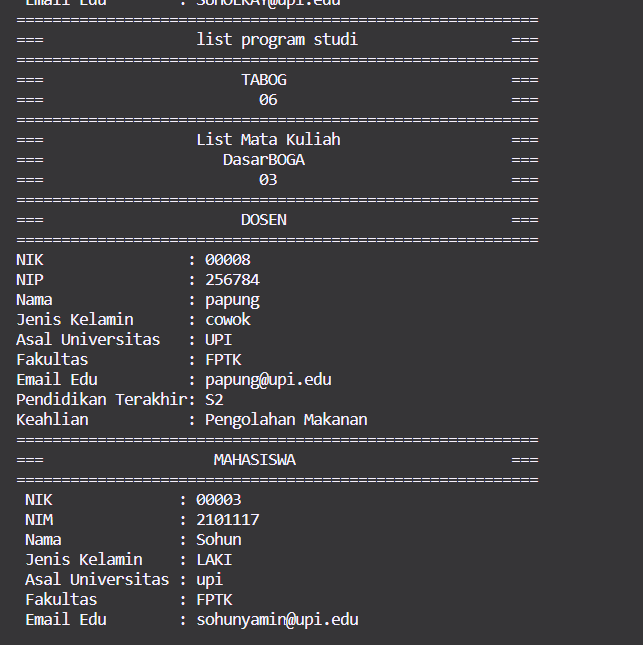 Email Edu : SOHUEKAY@upi.edu
==========================================================
=== list program studi ===
==========================================================
=== TABOG ===
=== 06 ===
==========================================================
=== List Mata Kuliah ===
=== DasarBOGA ===
=== 03 ===
==========================================================
=== DOSEN ===
==========================================================
NIK : 00008
NIP : 256784
Nama : papung
Jenis Kelamin : cowok
Asal Universitas : UPI
Fakultas : FPTK
Email Edu : papung@upi.edu
Pendidikan Terakhir: S2
Keahlian : Pengolahan Makanan
==========================================================
=== MAHASISWA ===
==========================================================
NIK : 00003
NIM : 2101117
Nama : Sohun
Jenis Kelamin : LAKI
Asal Universitas : upi
Fakultas : FPTK
Email Edu : sohunyamin@upi.edu